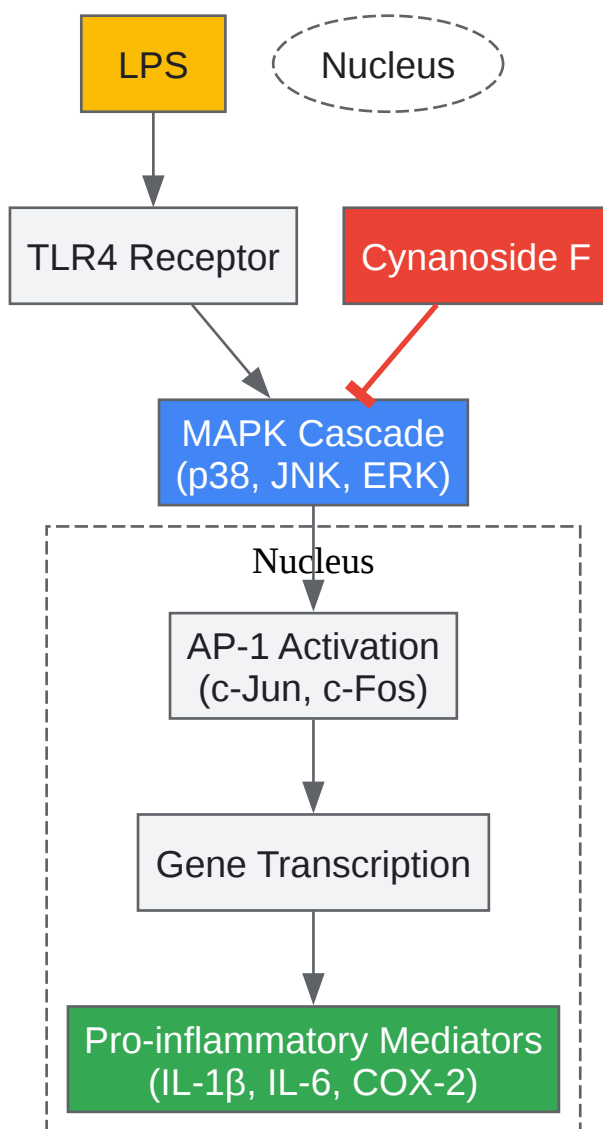 LPS
Nucleus
TLR4 Receptor
Cynanoside F
MAPK Cascade
(p38, JNK, ERK)
Nucleus
AP-1 Activation
(c-Jun, c-Fos)
Gene Transcription
Pro-inflammatory Mediators
(IL-1β, IL-6, COX-2)